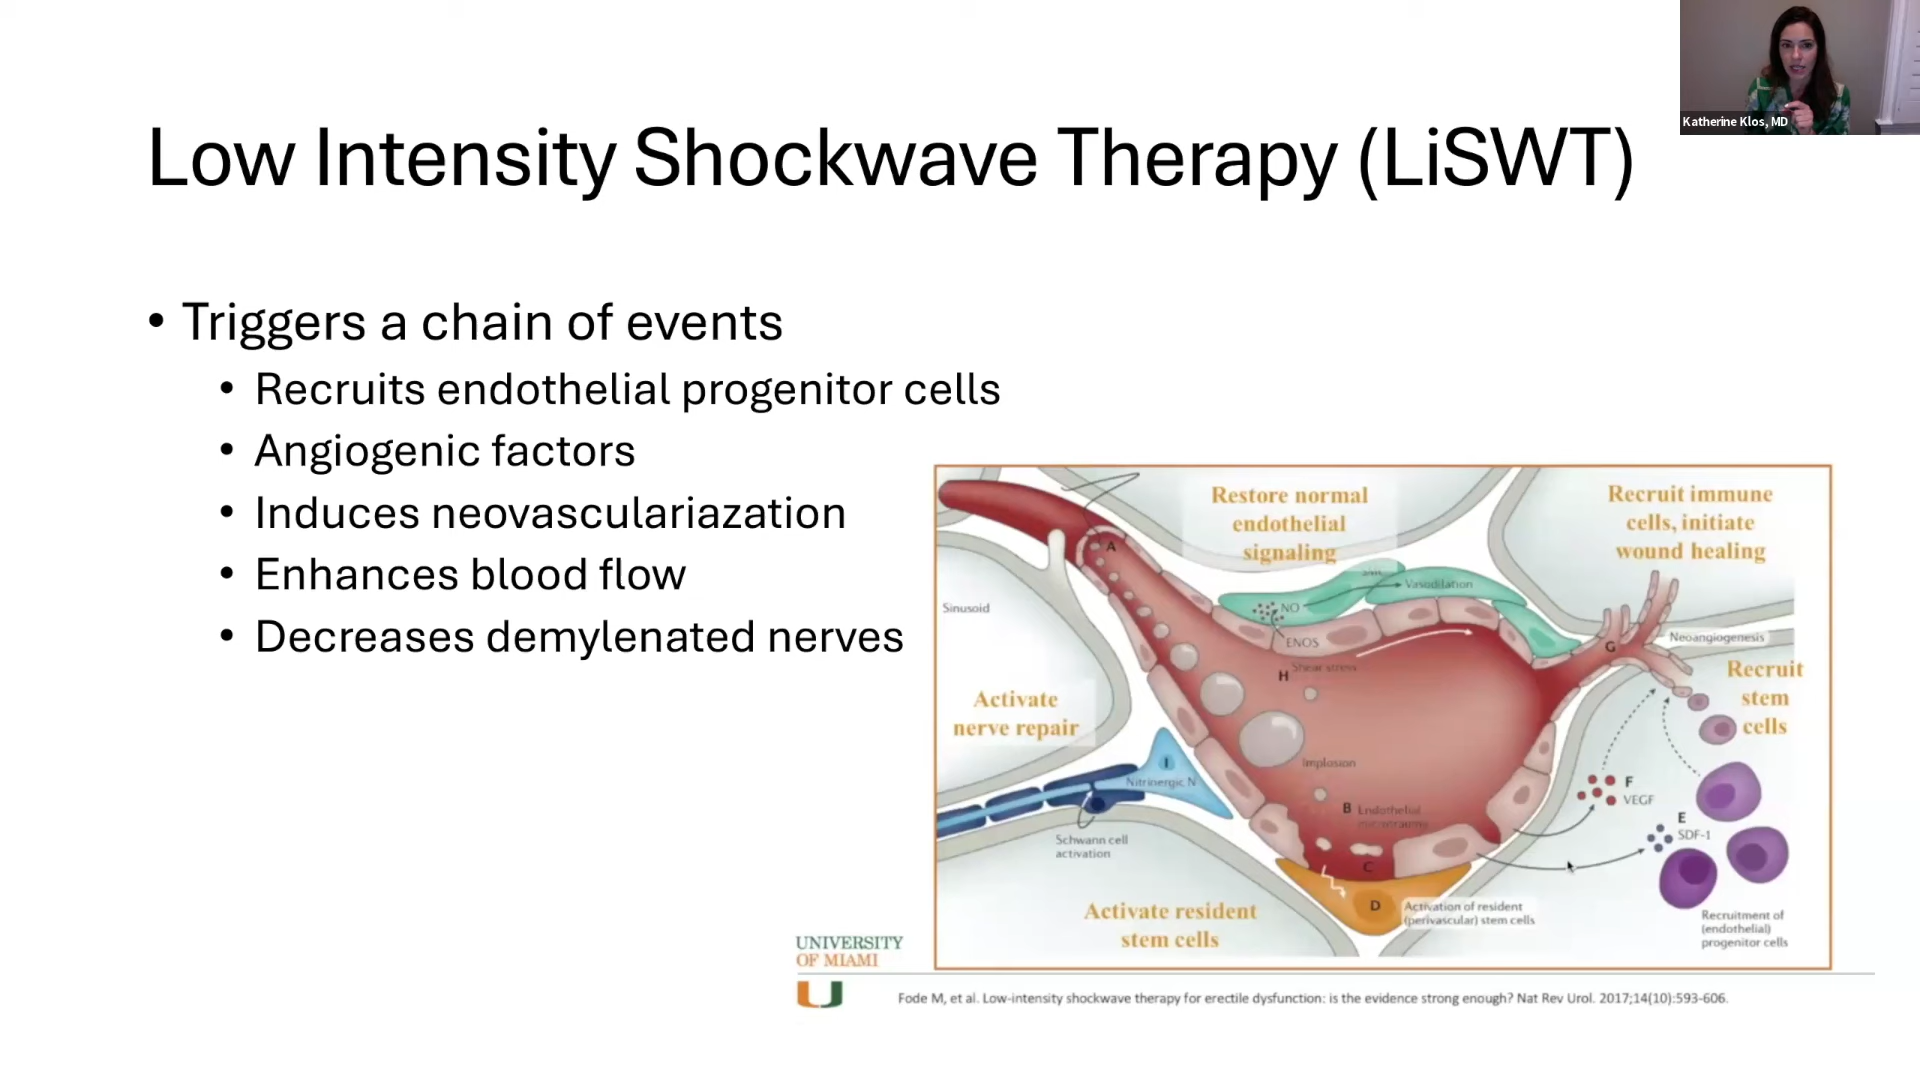 Katherine Klos, MD
Low Intensity Shockwave Therapy (LiSWT)
• Triggers a chain of events
• Recruits endothelial progenitor cells
• Angiogenic factors
• Induces neovasculariazation
• Enhances blood flow
• Decreases demylenated nerves
Restore normal
endothelial
signaling
Recruit immune
cells, initiate
wound healing
A
Vasodilation
Sinusoid
NO
ENOS
Shear stress
H
G
Neoangiogenesis
Recruit
stem
cells
Activate
nerve repair
I
Nitrinergic N
Implosion
B Endothelial
microtrauma
F
VEGF
E
SDF-1
Schwann cell
activation
C
D
Activation of resident
(perivascular) stem cells
Activate resident
stem cells
Recruitment of
(endothelial)
progenitor cells
UNIVERSITY
OF MIAMI
Fode M, et al. Low-intensity shockwave therapy for erectile dysfunction: is the evidence strong enough? Nat Rev Urol. 2017;14(10):593-606.